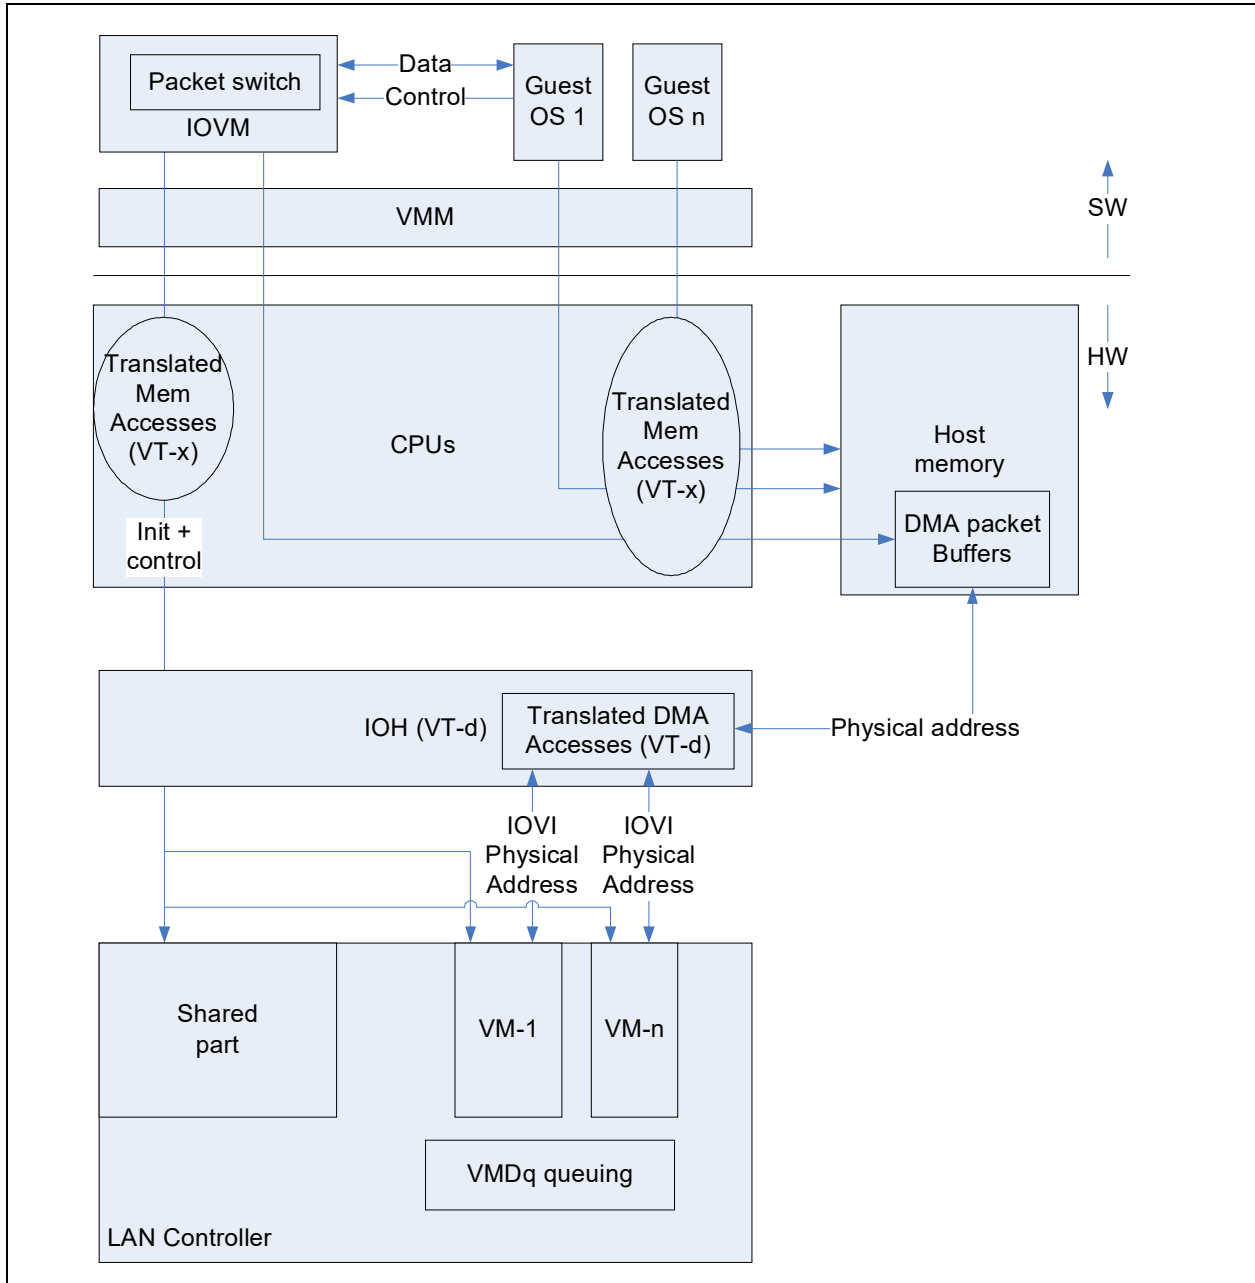 Packet switch
IOVM
Data
Control
Guest
OS 1
Guest
OS n
VMM
SW
HW
Translated
Mem
Accesses
(VT-x)
CPUs
Translated
Mem
Accesses
(VT-x)
Host
memory
DMA packet
Buffers
Init +
control
IOH (VT-d)
Translated DMA
Accesses (VT-d)
Physical address
IOVI
Physical
Address
IOVI
Physical
Address
Shared
part
VM-1
VM-n
VMDq queuing
LAN Controller